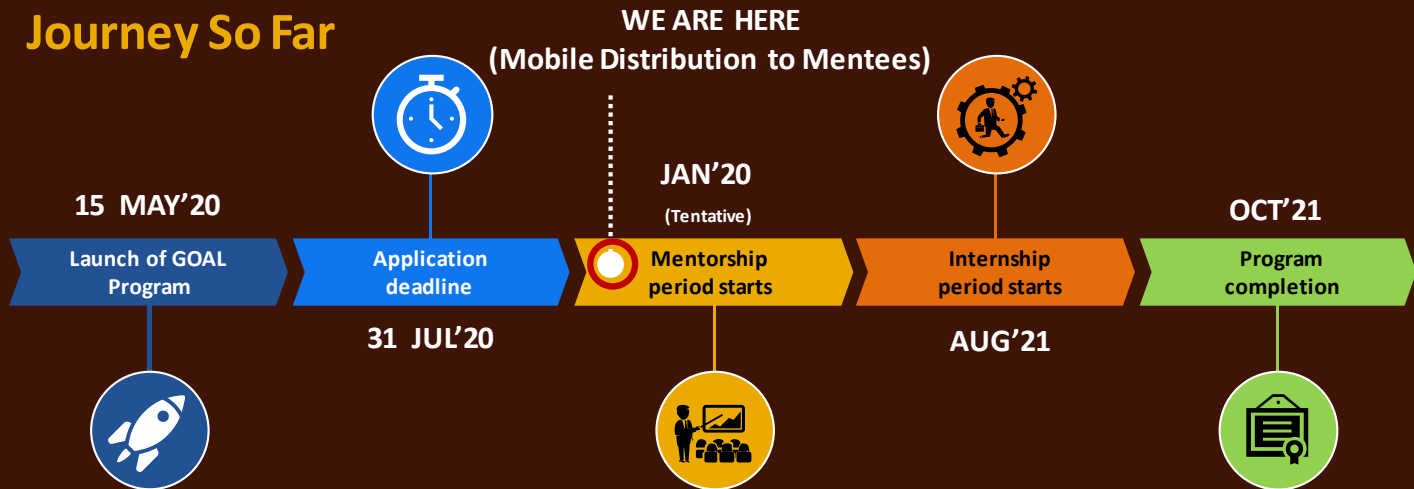 Journey So Far
WE ARE HERE
(Mobile Distribution to Mentees)
15 MAY’20
Launch of GOAL
Program
Application
deadline
31 JUL’20
JAN’20
(Tentative)
Mentorship
period starts
Internship
period starts
AUG’21
OCT’21
Program
completion